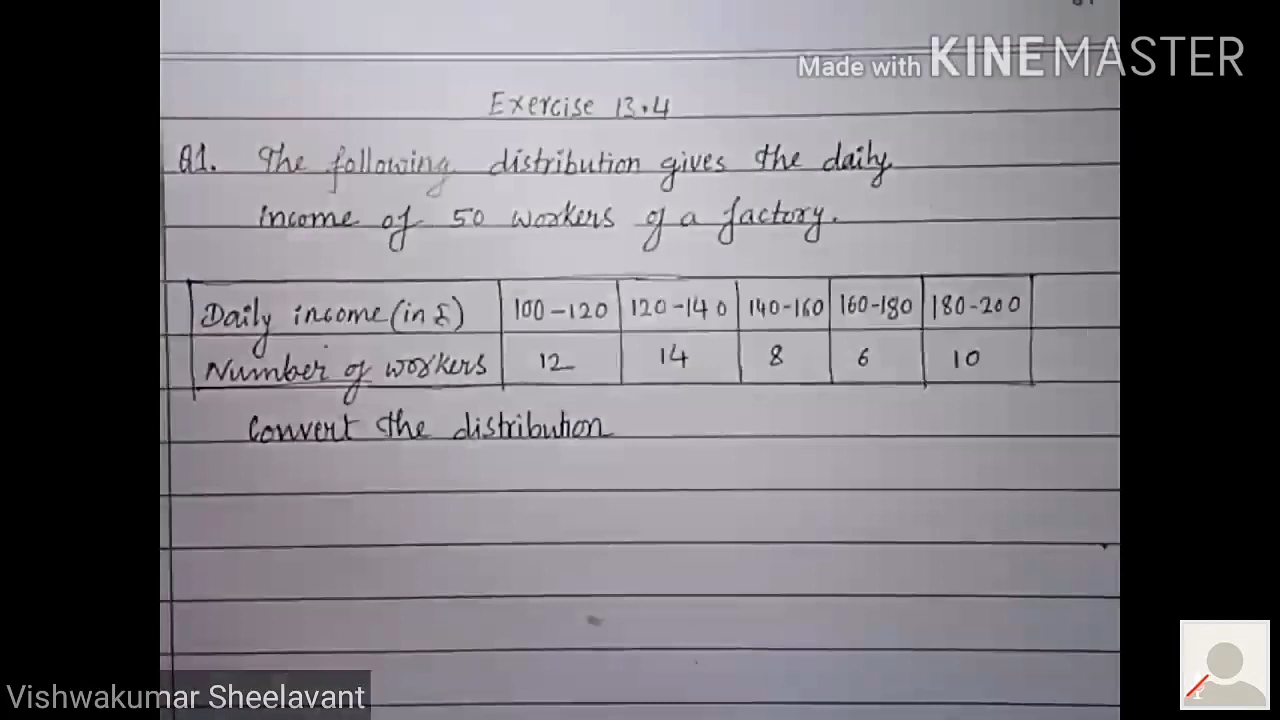 Made with KINEMASTER
Exercise 13.4
Q1. The following distribution gives the daily
income of 50 workers of a factory.
Daily income (in ₹) 100-120 120-140 140-160 160-180 180-200
Number of workers 12 14 8 6 10
Convert the distribution
Vishwakumar Sheelavant